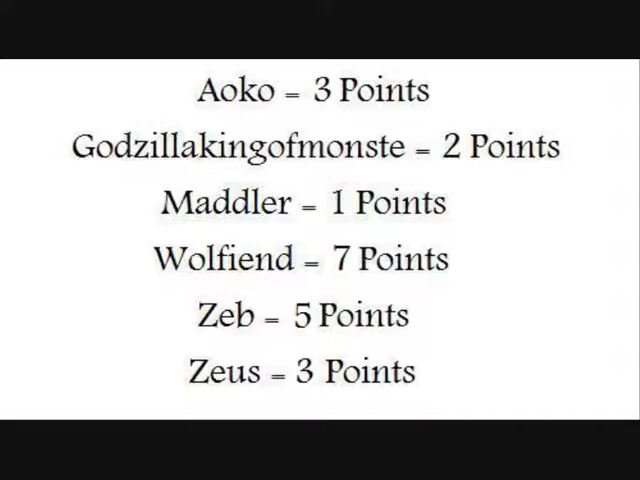 Aoko = 3 Points
Godzillakingofmonste = 2 Points
Maddler = 1 Points
Wolfiend = 7 Points
Zeb = 5 Points
Zeus = 3 Points